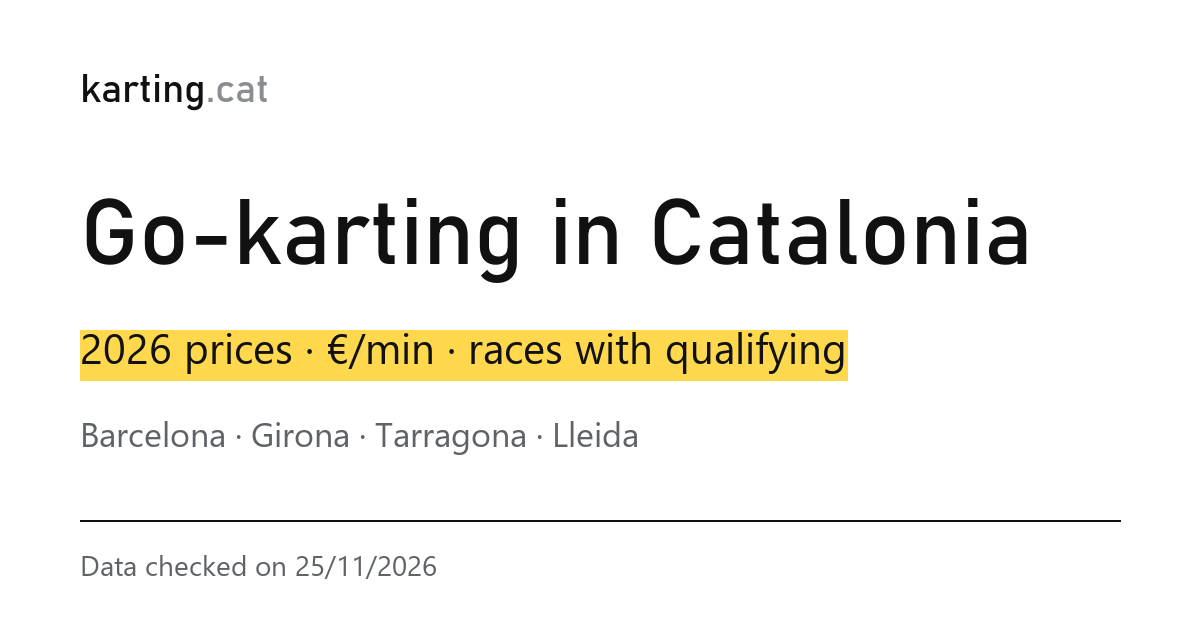 karting.cat
Go-karting in Catalonia
2026 prices · €/min · races with qualifying
Barcelona · Girona · Tarragona · Lleida
Data checked on 25/11/2026